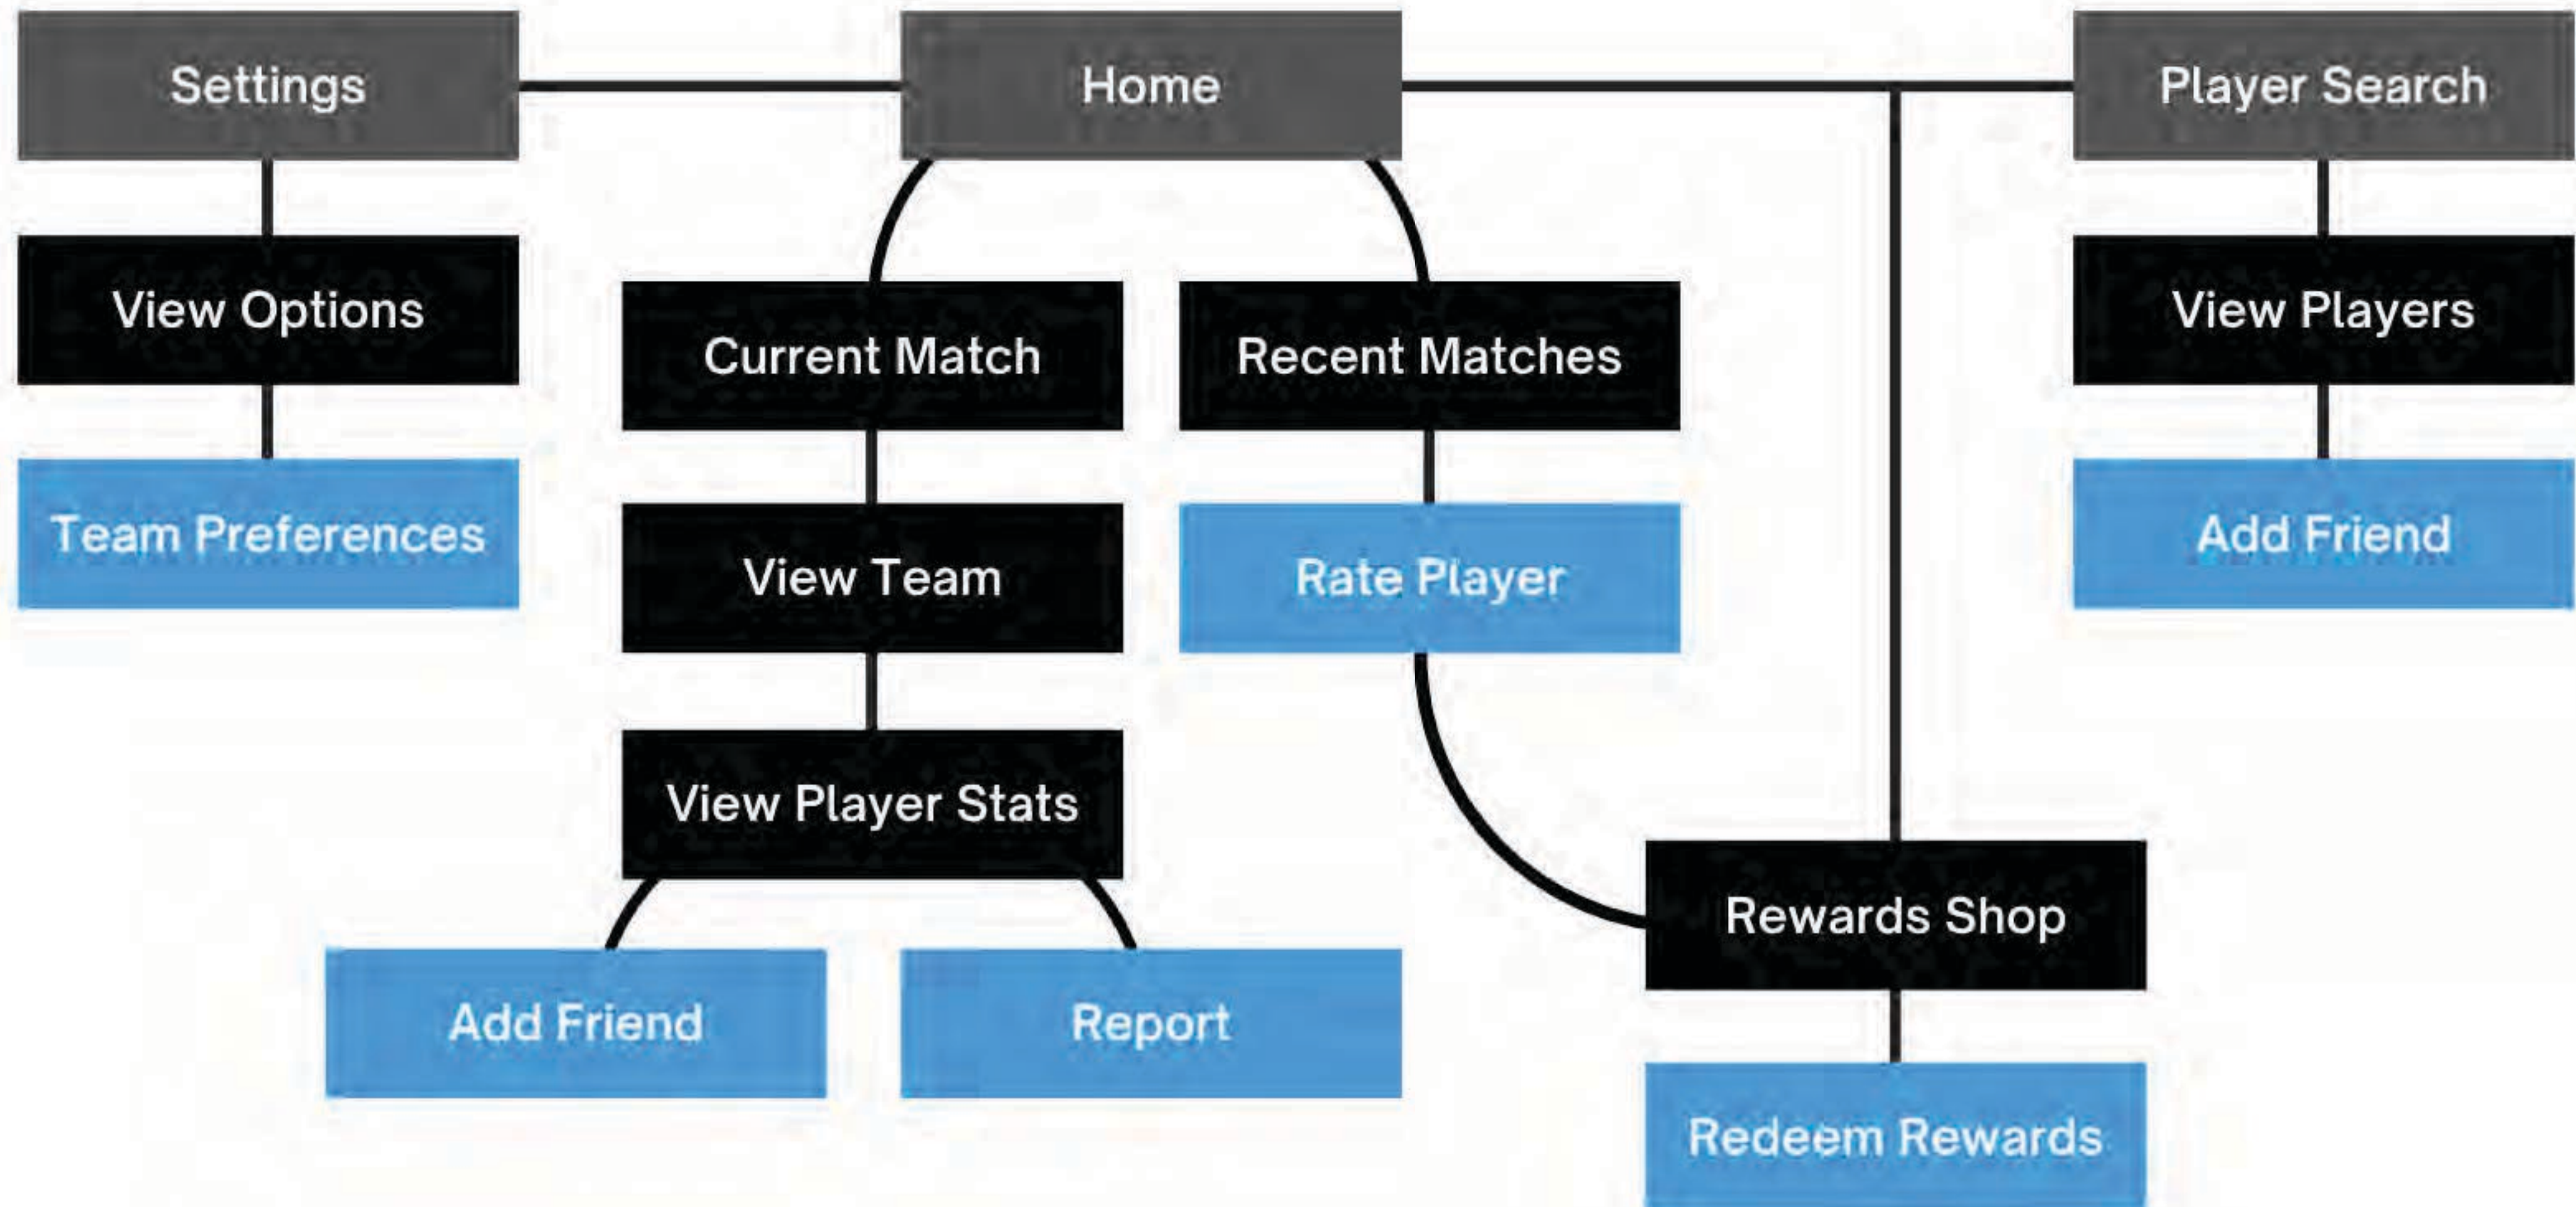 Settings
Home
Player Search
View Options
View Players
Current Match
Recent Matches
Team Preferences
Add Friend
View Team
Rate Player
View Player Stats
Rewards Shop
Add Friend
Report
Redeem Rewards